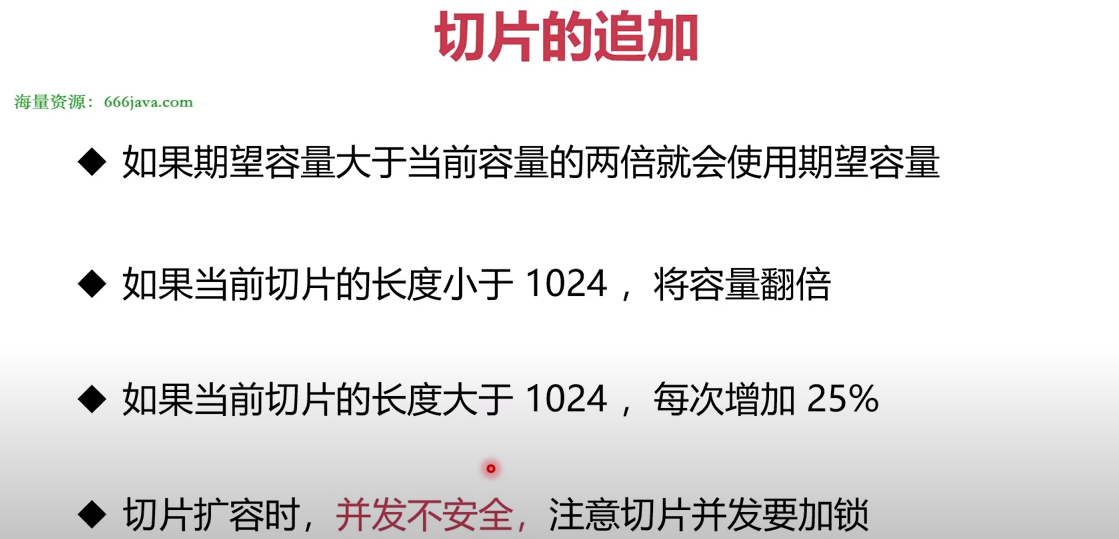 切片的追加
海量资源：666java.com
◆ 如果期望容量大于当前容量的两倍就会使用期望容量
◆ 如果当前切片的长度小于 1024 ，将容量翻倍
◆ 如果当前切片的长度大于 1024 ，每次增加 25%
◆ 切片扩容时，并发不安全，注意切片并发要加锁